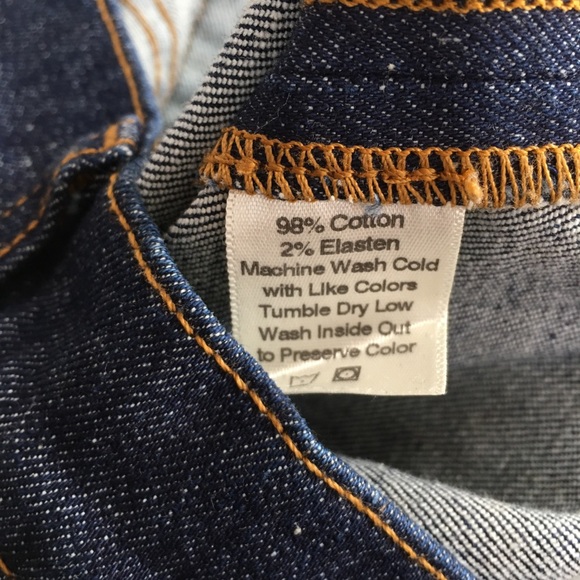 98% Cotton
2% Elasten
Machine Wash Cold
with Like Colors
Tumble Dry Low
Wash Inside Out
to Preserve Color